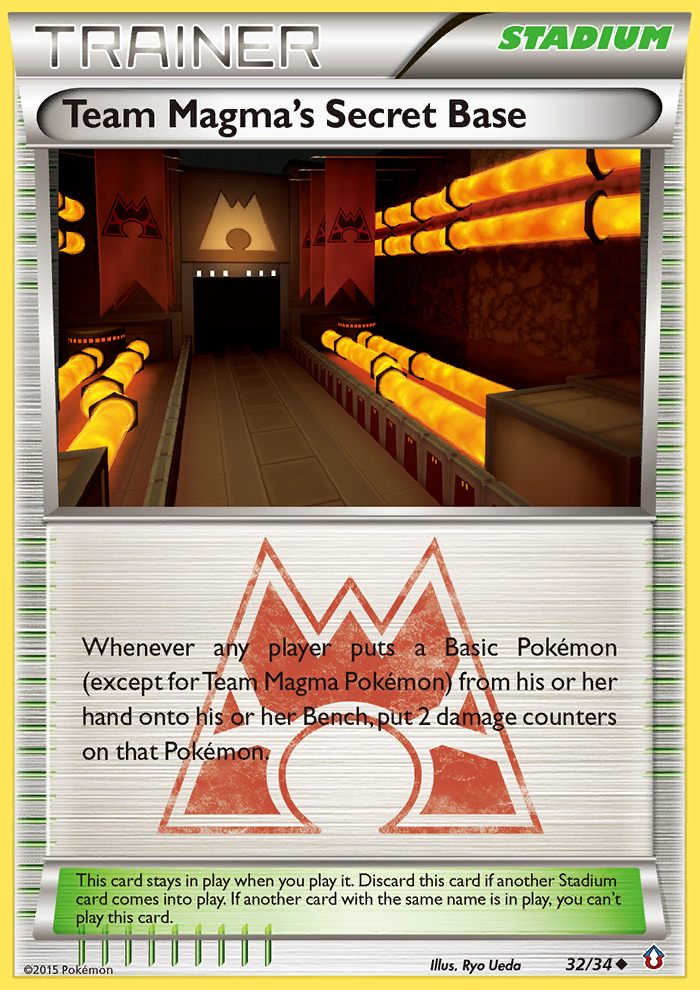 TRAINER
STADIUM
Team Magma's Secret Base
Whenever any player puts a Basic Pokémon
(except for Team Magma Pokémon) from his or her
hand onto his or her Bench, put 2 damage counters
on that Pokémon.
This card stays in play when you play it. Discard this card if another Stadium
card comes into play. If another card with the same name is in play, you can't
play this card.
©2015 Pokémon
Illus. Ryo Ueda
32/34